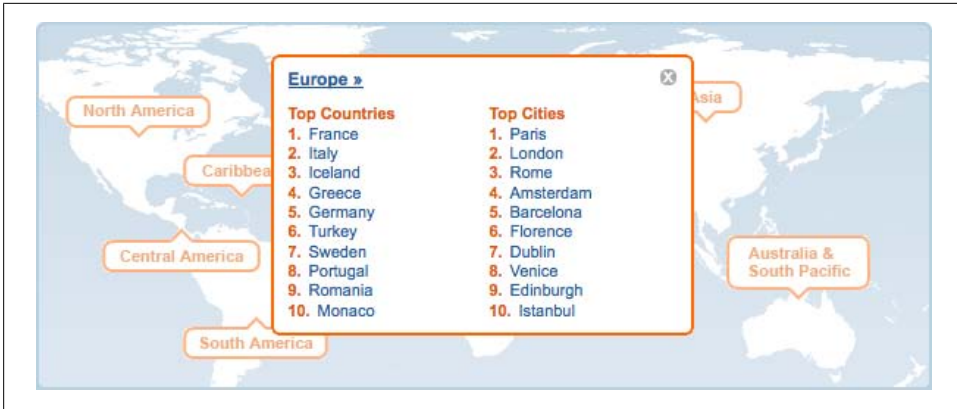 North America
Caribbea
Central America
South America
Europe »
Top Countries
1. France
2. Italy
3. Iceland
4. Greece
5. Germany
6. Turkey
7. Sweden
8. Portugal
9. Romania
10. Monaco
Top Cities
1. Paris
2. London
3. Rome
4. Amsterdam
5. Barcelona
6. Florence
7. Dublin
8. Venice
9. Edinburgh
10. Istanbul
Asia
Australia &
South Pacific